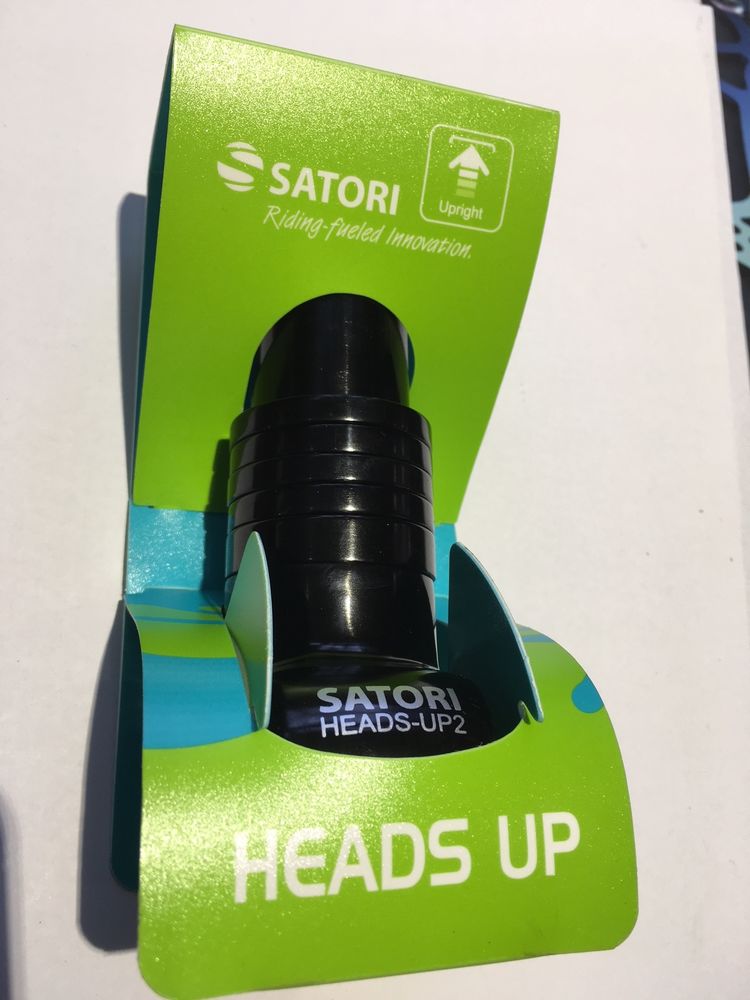 SATORI
Upright
Riding-fueled Innovation.
SATORI
HEADS-UP2
HEADS UP